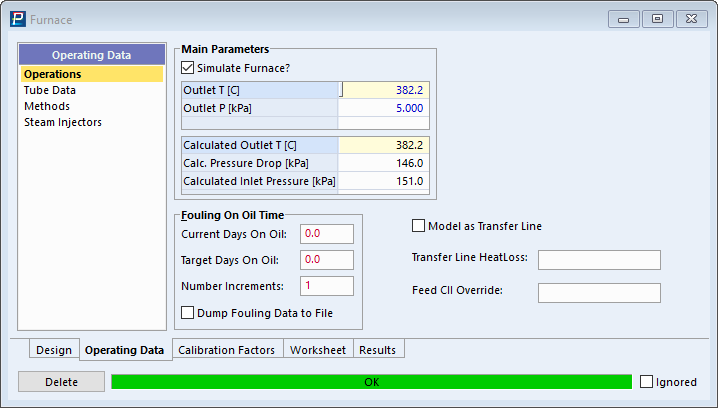 Furnace
Operating Data
Operations
Tube Data
Methods
Steam Injectors
Main Parameters
Simulate Furnace?
Outlet T [C] 382.2
Outlet P [kPa] 5.000
Calculated Outlet T [C] 382.2
Calc. Pressure Drop [kPa] 146.0
Calculated Inlet Pressure [kPa] 151.0
Fouling On Oil Time
Current Days On Oil: 0.0
Target Days On Oil: 0.0
Number Increments: 1
Dump Fouling Data to File
Model as Transfer Line
Transfer Line HeatLoss:
Feed CII Override:
Design Operating Data Calibration Factors Worksheet Results
Delete OK Ignored